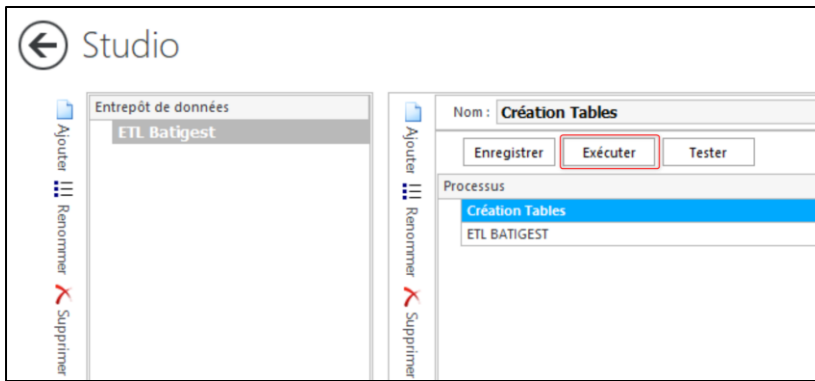 Studio
Ajouter
Renommer
Supprimer
Entrepôt de données
ETL Batigest
Ajouter
Renommer
Supprimer
Nom : Création Tables
Enregistrer Exécuter Tester
Processus
Création Tables
ETL BATIGEST